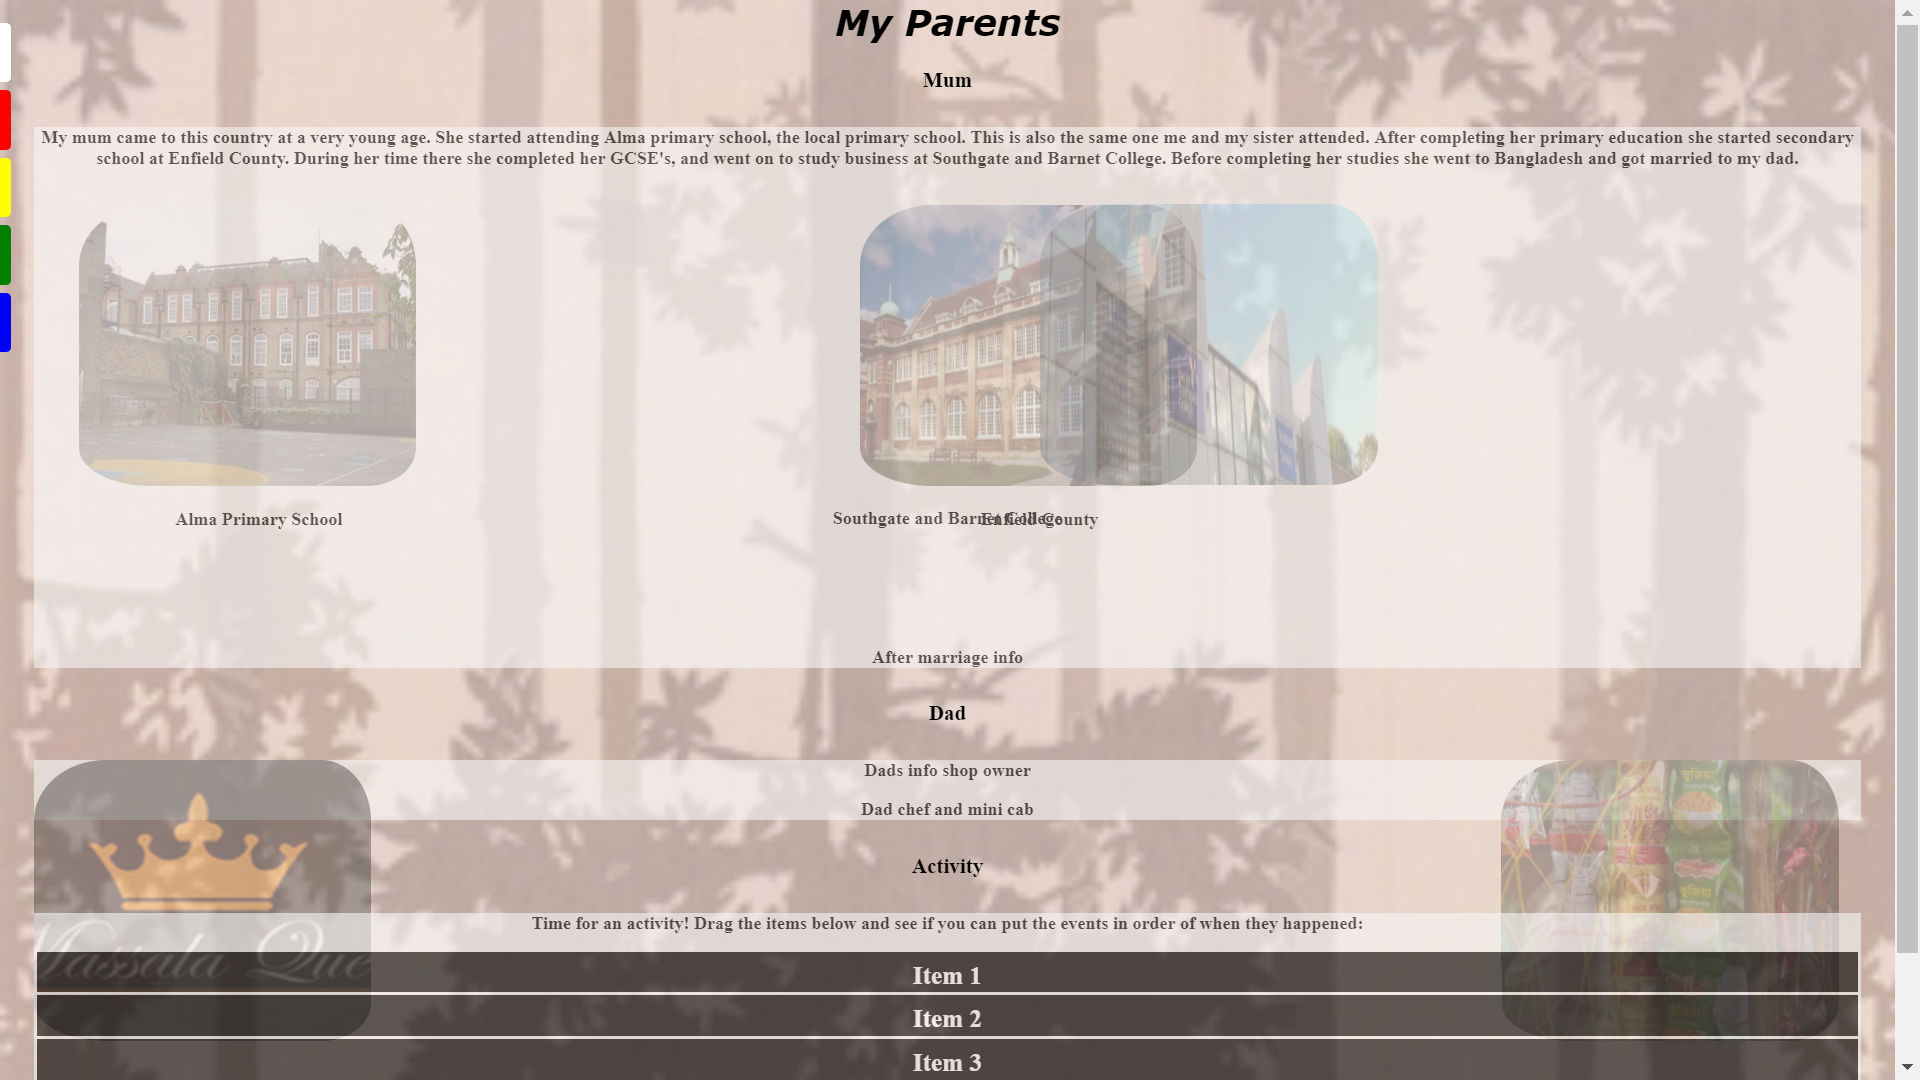 My Parents
Mum
My mum came to this country at a very young age. She started attending Alma primary school, the local primary school. This is also the same one me and my sister attended. After completing her primary education she started secondary
school at Enfield County. During her time there she completed her GCSE's, and went on to study business at Southgate and Barnet College. Before completing her studies she went to Bangladesh and got married to my dad.
Alma Primary School
Southgate and Barnet College
Enfield County
After marriage info
Dad
Dads info shop owner
Dad chef and mini cab
Activity
Time for an activity! Drag the items below and see if you can put the events in order of when they happened:
Massala Que
ভুজিয়া
ভুজিয়া
Item 1
Item 2
Item 3